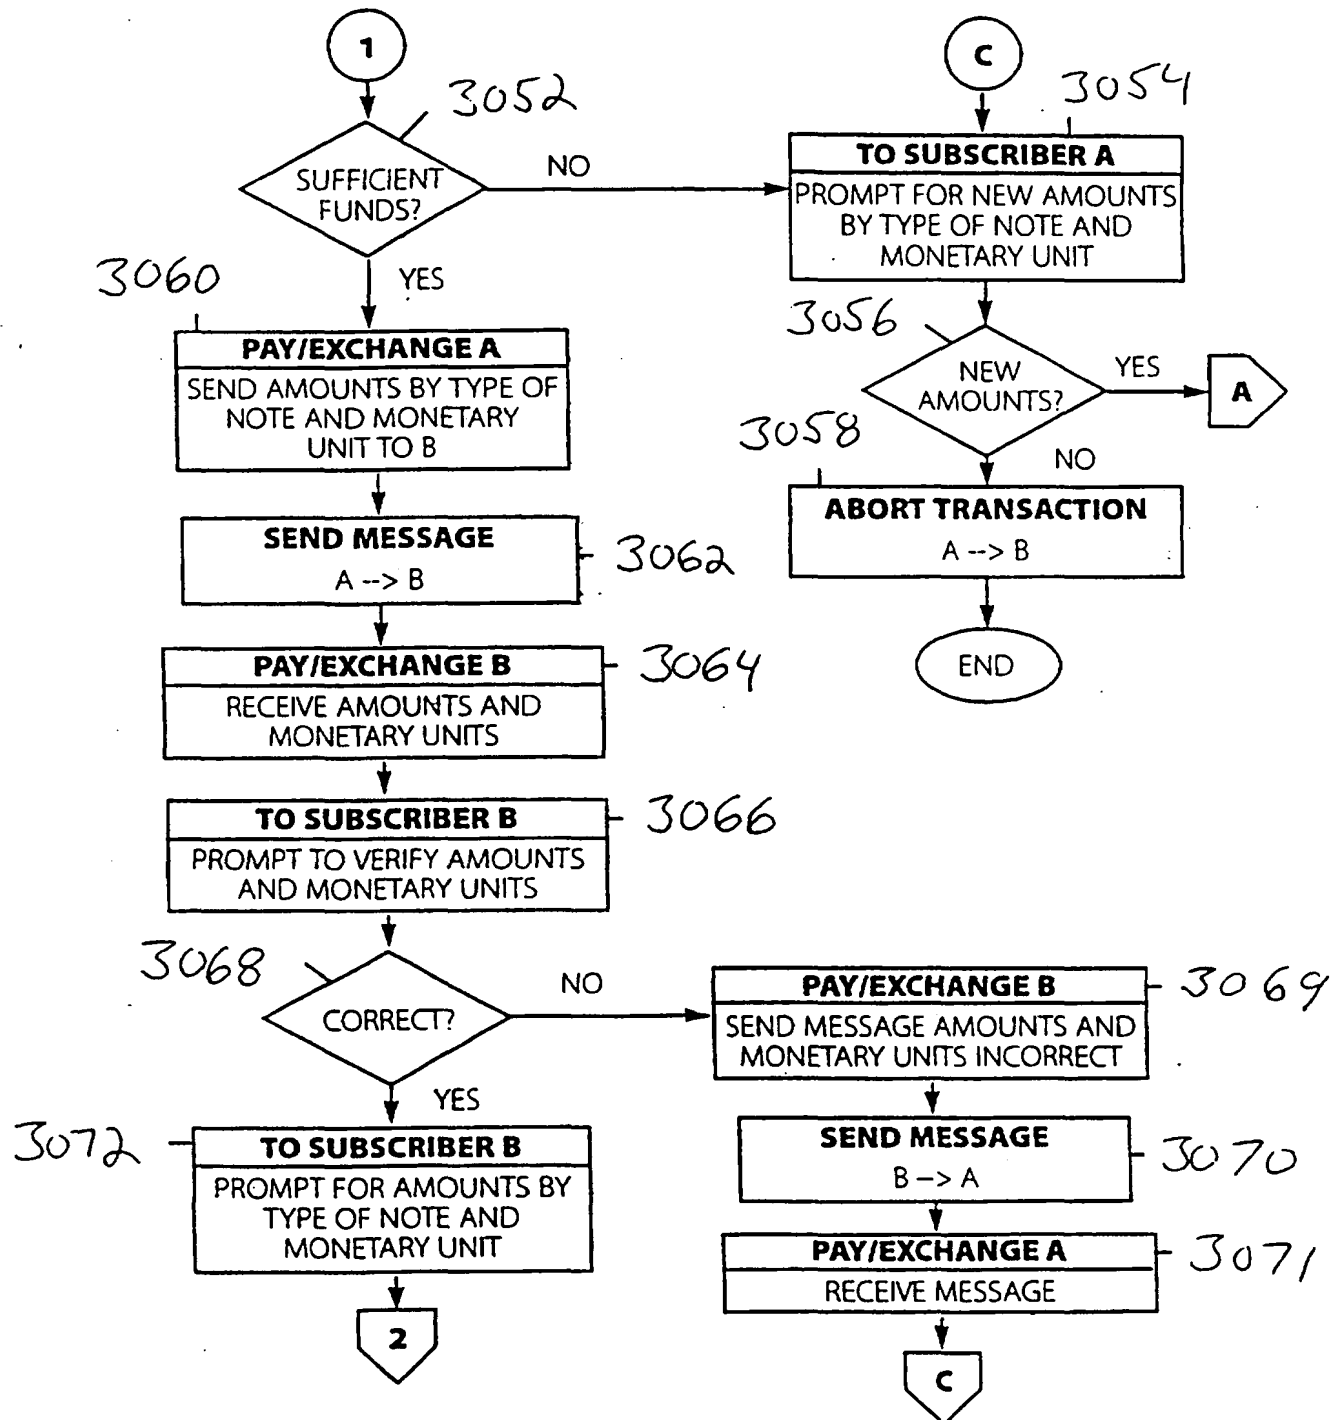 1
3052
SUFFICIENT
FUNDS?
NO
YES
C
3054
TO SUBSCRIBER A
PROMPT FOR NEW AMOUNTS
BY TYPE OF NOTE AND
MONETARY UNIT
3056
NEW
AMOUNTS?
YES
A
NO
3058
ABORT TRANSACTION
A --> B
END
3060
PAY/EXCHANGE A
SEND AMOUNTS BY TYPE OF
NOTE AND MONETARY
UNIT TO B
SEND MESSAGE
A --> B
3062
PAY/EXCHANGE B
3064
RECEIVE AMOUNTS AND
MONETARY UNITS
TO SUBSCRIBER B
3066
PROMPT TO VERIFY AMOUNTS
AND MONETARY UNITS
3068
CORRECT?
NO
YES
PAY/EXCHANGE B
3069
SEND MESSAGE AMOUNTS AND
MONETARY UNITS INCORRECT
SEND MESSAGE
B --> A
3070
PAY/EXCHANGE A
3071
RECEIVE MESSAGE
C
3072
TO SUBSCRIBER B
PROMPT FOR AMOUNTS BY
TYPE OF NOTE AND
MONETARY UNIT
2